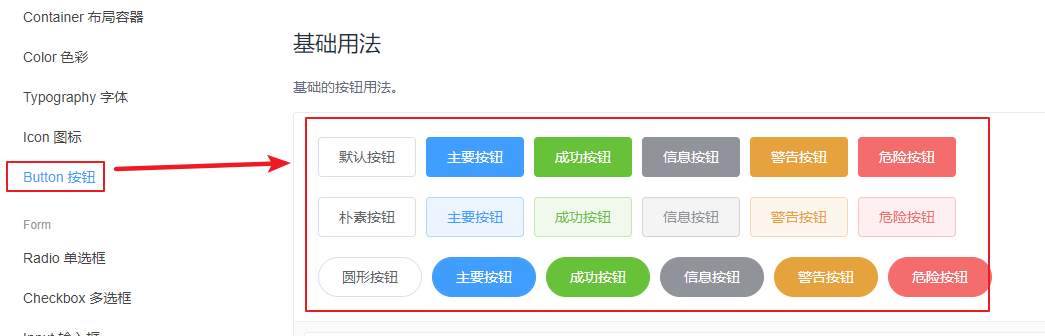 Container 布局容器
Color 色彩
Typography 字体
Icon 图标
Button 按钮
Form
Radio 单选框
Checkbox 多选框
基础用法
基础的按钮用法。
默认按钮 主要按钮 成功按钮 信息按钮 警告按钮 危险按钮
朴素按钮 主要按钮 成功按钮 信息按钮 警告按钮 危险按钮
圆形按钮 主要按钮 成功按钮 信息按钮 警告按钮 危险按钮